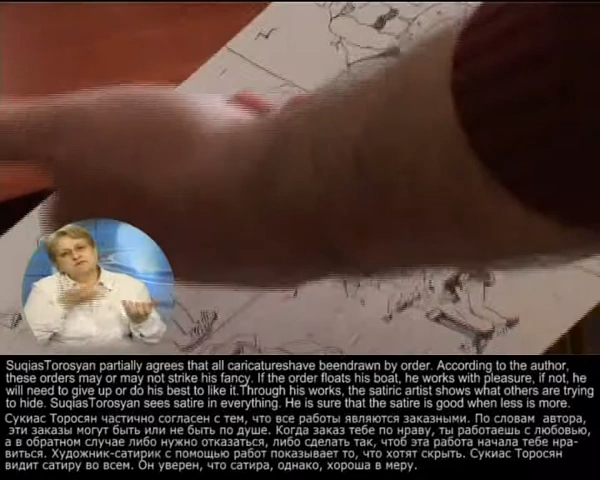 SuqiasTorosyan partially agrees that all caricatureshave beendrawn by order. According to the author,
these orders may or may not strike his fancy. If the order floats his boat, he works with pleasure, if not, he
will need to give up or do his best to like it.Through his works, the satiric artist shows what others are trying
to hide. SuqiasTorosyan sees satire in everything. He is sure that the satire is good when less is more.
Сукиас Торосян частично согласен с тем, что все работы являются заказными. По словам автора,
эти заказы могут быть или не быть по душе. Когда заказ тебе по нраву, ты работаешь с любовью,
а в обратном случае либо нужно отказаться, либо сделать так, чтоб эта работа начала тебе нра-
виться. Художник-сатирик с помощью работ показывает то, что хотят скрыть. Сукиас Торосян
видит сатиру во всем. Он уверен, что сатира, однако, хороша в меру.